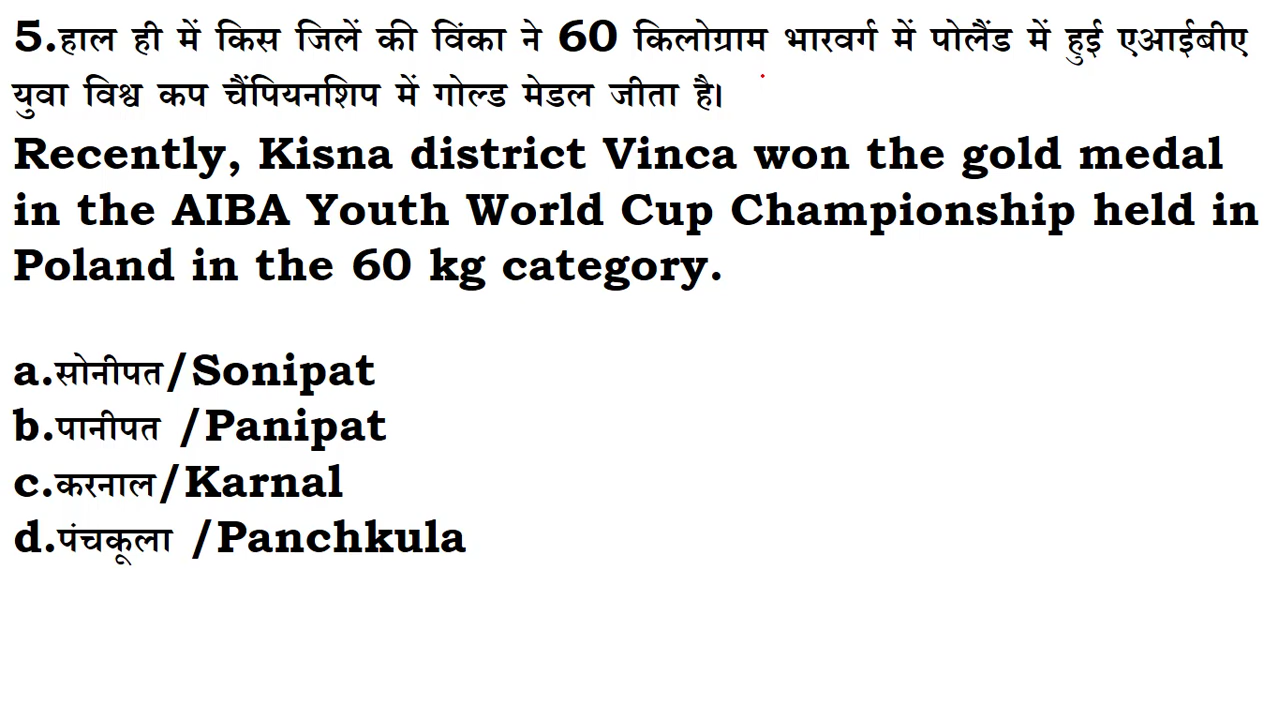 5.हाल ही में किस जिलें की विंका ने 60 किलोग्राम भारवर्ग में पोलैंड में हुई एआईबीए
युवा विश्व कप चैंपियनशिप में गोल्ड मेडल जीता है।
Recently, Kisna district Vinca won the gold medal
in the AIBA Youth World Cup Championship held in
Poland in the 60 kg category.
a.सोनीपत/Sonipat
b.पानीपत /Panipat
c.करनाल/Karnal
d.पंचकूला /Panchkula